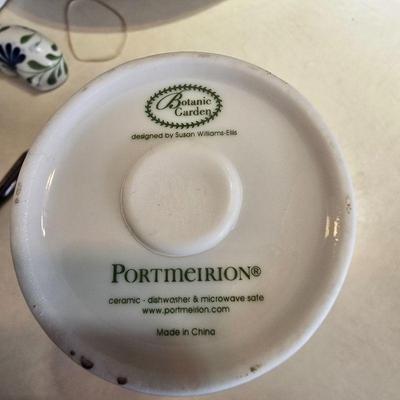 Botanic
Garden
designed by Susan Williams-Ellis
PORTMEIRION®
ceramic - dishwasher & microwave safe
www.portmeirion.com
Made in China